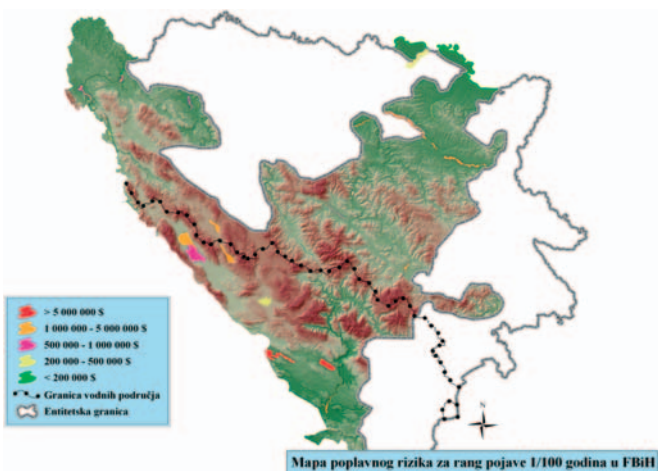 > 5 000 000 $
1 000 000 - 5 000 000 $
500 000 - 1 000 000 $
200 000 - 500 000 $
< 200 000 $
Granica vodnih područja
Entitetska granica
N
Mapa poplavnog rizika za rang pojave 1/100 godina u FBiH